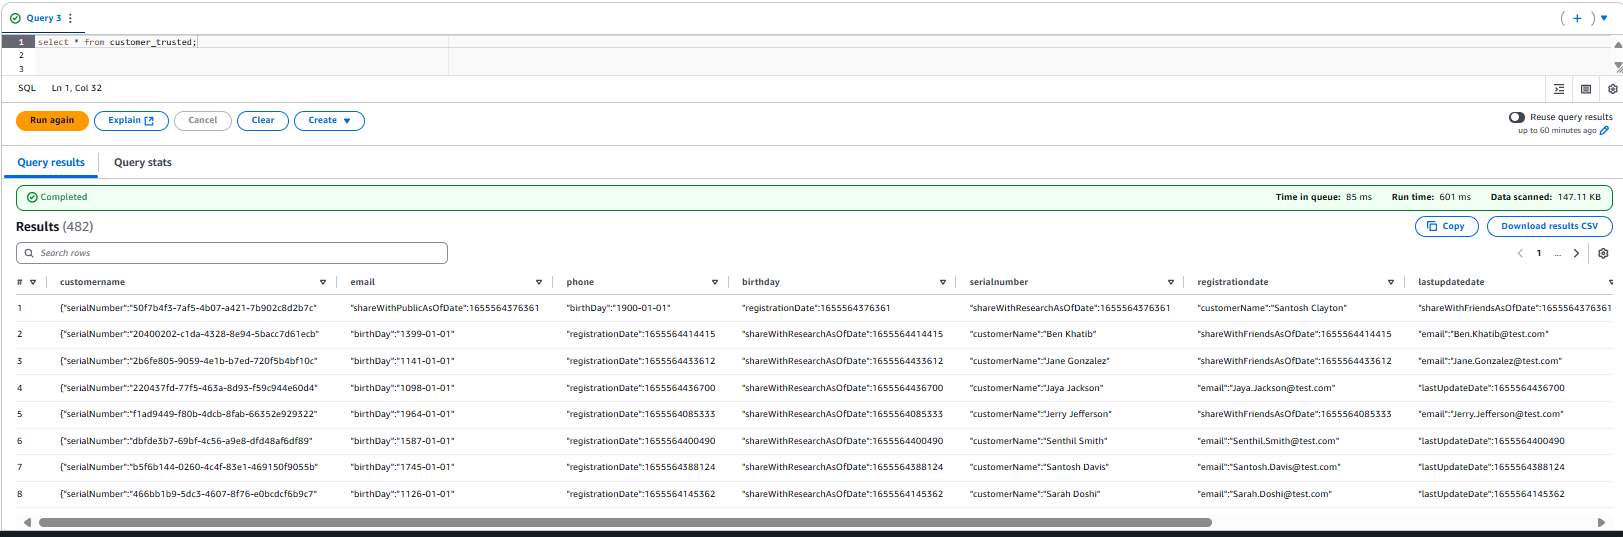 Query 3
1 select * from customer_trusted;
2
3
SQL Ln 1, Col 32
Run again Explain Cancel Clear Create
Reuse query results
up to 60 minutes ago
Query results Query stats
Completed Time in queue: 85 ms Run time: 601 ms Data scanned: 147.11 KB
Results (482) Copy Download results CSV
Search rows 1 ...
# customername email phone birthday serialnumber registrationdate lastupdatedate
1 {"serialNumber":"50f7b4f3-7af5-4b07-a421-7b902c8d2b7c" "shareWithPublicAsOfDate":1655564376361 "birthDay":"1900-01-01" "registrationDate":1655564376361 "shareWithResearchAsOfDate":1655564376361 "customerName":"Santosh Clayton" "shareWithFriendsAsOfDate":1655564376361
2 {"serialNumber":"20400202-c1da-4328-8e94-5bacc7d61ecb" "birthDay":"1399-01-01" "registrationDate":1655564414415 "shareWithResearchAsOfDate":1655564414415 "customerName":"Ben Khatib" "shareWithFriendsAsOfDate":1655564414415 "email":"Ben.Khatib@test.com"
3 {"serialNumber":"2b6fe805-9059-4e1b-b7ed-720f5b4bf10c" "birthDay":"1141-01-01" "registrationDate":1655564433612 "shareWithResearchAsOfDate":1655564433612 "customerName":"Jane Gonzalez" "shareWithFriendsAsOfDate":1655564433612 "email":"Jane.Gonzalez@test.com"
4 {"serialNumber":"220437fd-77f5-463a-8d93-f59c944e60d4" "birthDay":"1098-01-01" "registrationDate":1655564436700 "shareWithResearchAsOfDate":1655564436700 "customerName":"Jaya Jackson" "email":"Jaya.Jackson@test.com" "lastUpdateDate":1655564436700
5 {"serialNumber":"f1ad9449-f80b-4dcb-8fab-66352e929322" "birthDay":"1964-01-01" "registrationDate":1655564085333 "shareWithResearchAsOfDate":1655564085333 "customerName":"Jerry Jefferson" "shareWithFriendsAsOfDate":1655564085333 "email":"Jerry.Jefferson@test.com"
6 {"serialNumber":"dbfde3b7-69bf-4c56-a9e8-dfd48af6df89" "birthDay":"1587-01-01" "registrationDate":1655564400490 "shareWithResearchAsOfDate":1655564400490 "customerName":"Senthil Smith" "email":"Senthil.Smith@test.com" "lastUpdateDate":1655564400490
7 {"serialNumber":"b5f6b144-0260-4c4f-83e1-469150f9055b" "birthDay":"1745-01-01" "registrationDate":1655564388124 "shareWithResearchAsOfDate":1655564388124 "customerName":"Santosh Davis" "email":"Santosh.Davis@test.com" "lastUpdateDate":1655564388124
8 {"serialNumber":"466bb1b9-5dc3-4607-8f76-e0bcdcf6b9c7" "birthDay":"1126-01-01" "registrationDate":1655564145362 "shareWithResearchAsOfDate":1655564145362 "customerName":"Sarah Doshi" "email":"Sarah.Doshi@test.com" "lastUpdateDate":1655564145362